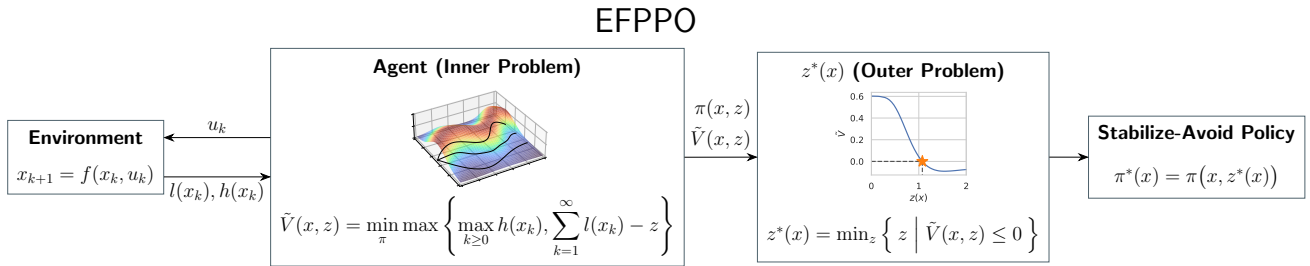 EFPPO
Environment
x_{k+1} = f(x_k, u_k)
u_k
l(x_k), h(x_k)
Agent (Inner Problem)
Ṽ(x, z) = min_π max { max_{k≥0} h(x_k), ∑_{k=1}^{∞} l(x_k) − z }
π(x, z)
Ṽ(x, z)
z*(x) (Outer Problem)
0.6
0.4
0.2
0.0
Ṽ
0 1 2
z(x)
z*(x) = min_z { z | Ṽ(x, z) ≤ 0 }
Stabilize-Avoid Policy
π*(x) = π(x, z*(x))